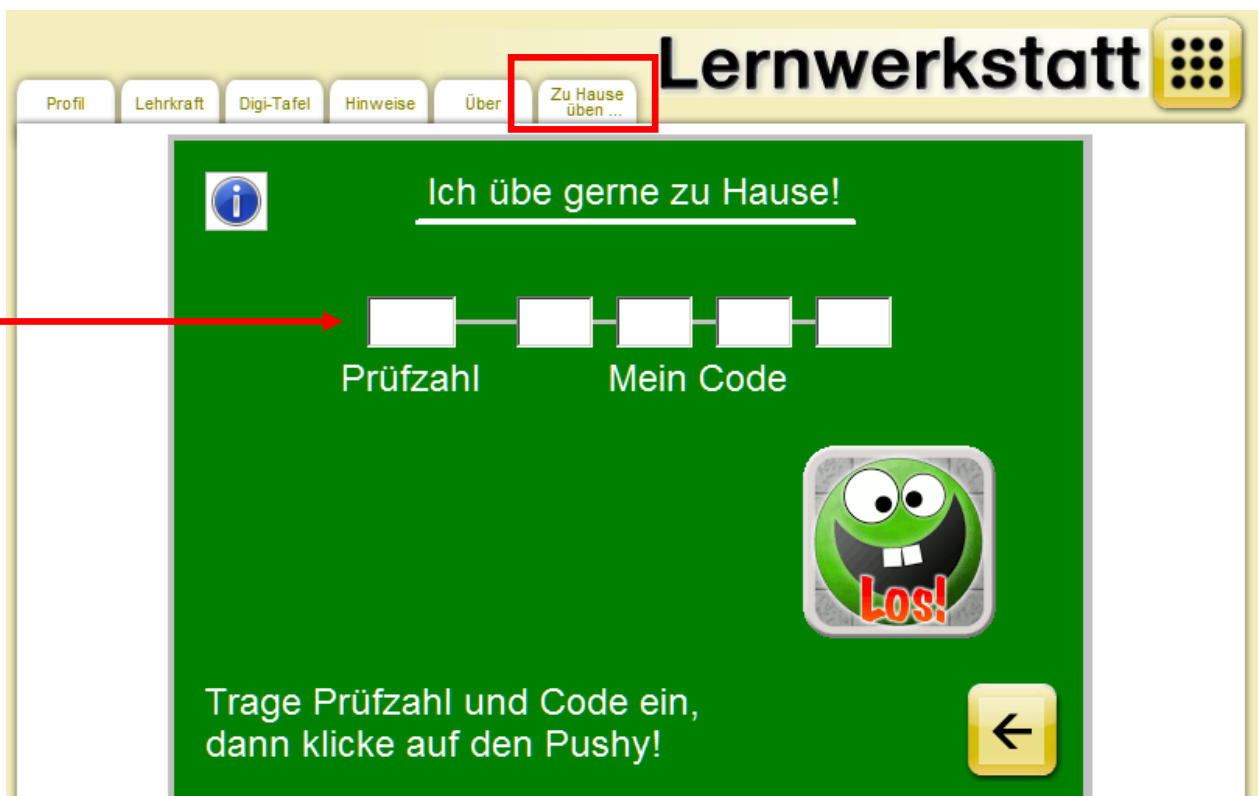 Lernwerkstatt
Profil
Lehrkraft
Digi-Tafel
Hinweise
Über
Zu Hause
üben ...
Ich übe gerne zu Hause!
Prüfzahl
Mein Code
Los!
Trage Prüfzahl und Code ein,
dann klicke auf den Pushy!